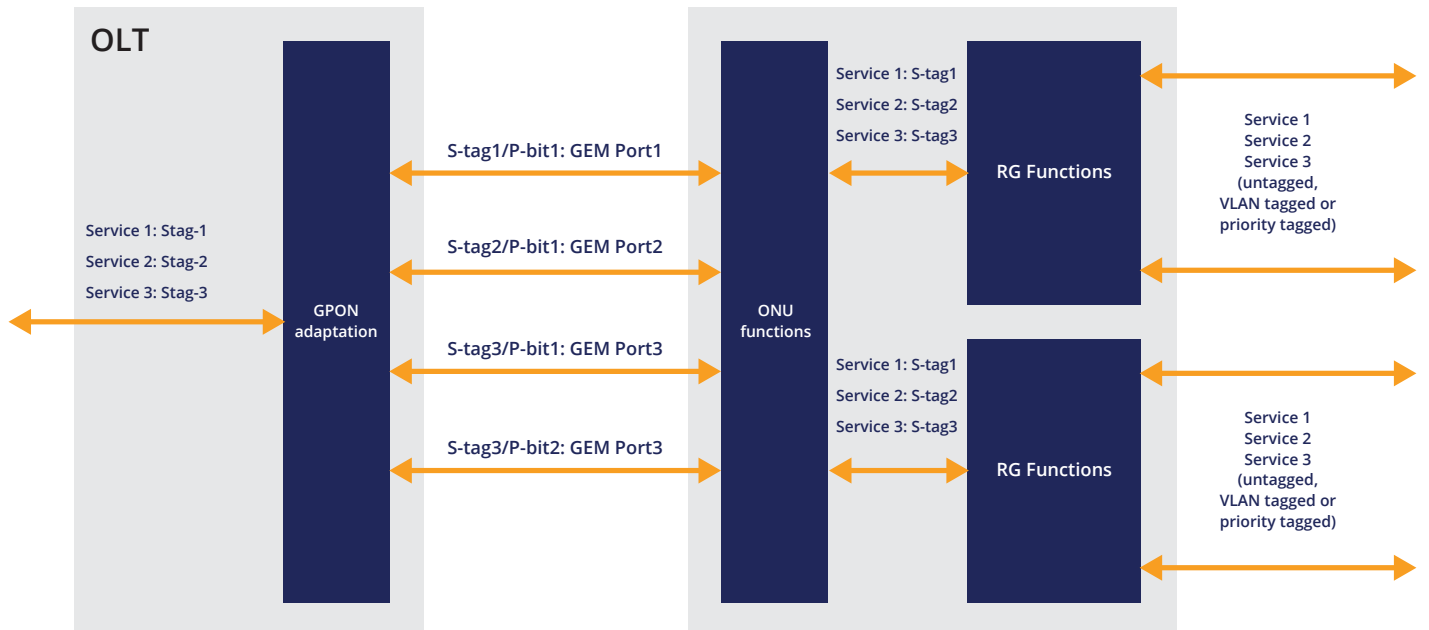 OLT
Service 1: Stag-1
Service 2: Stag-2
Service 3: Stag-3
GPON
adaptation
S-tag1/P-bit1: GEM Port1
S-tag2/P-bit1: GEM Port2
S-tag3/P-bit1: GEM Port3
S-tag3/P-bit2: GEM Port3
ONU
functions
Service 1: S-tag1
Service 2: S-tag2
Service 3: S-tag3
RG Functions
Service 1
Service 2
Service 3
(untagged,
VLAN tagged or
priority tagged)
Service 1: S-tag1
Service 2: S-tag2
Service 3: S-tag3
RG Functions
Service 1
Service 2
Service 3
(untagged,
VLAN tagged or
priority tagged)